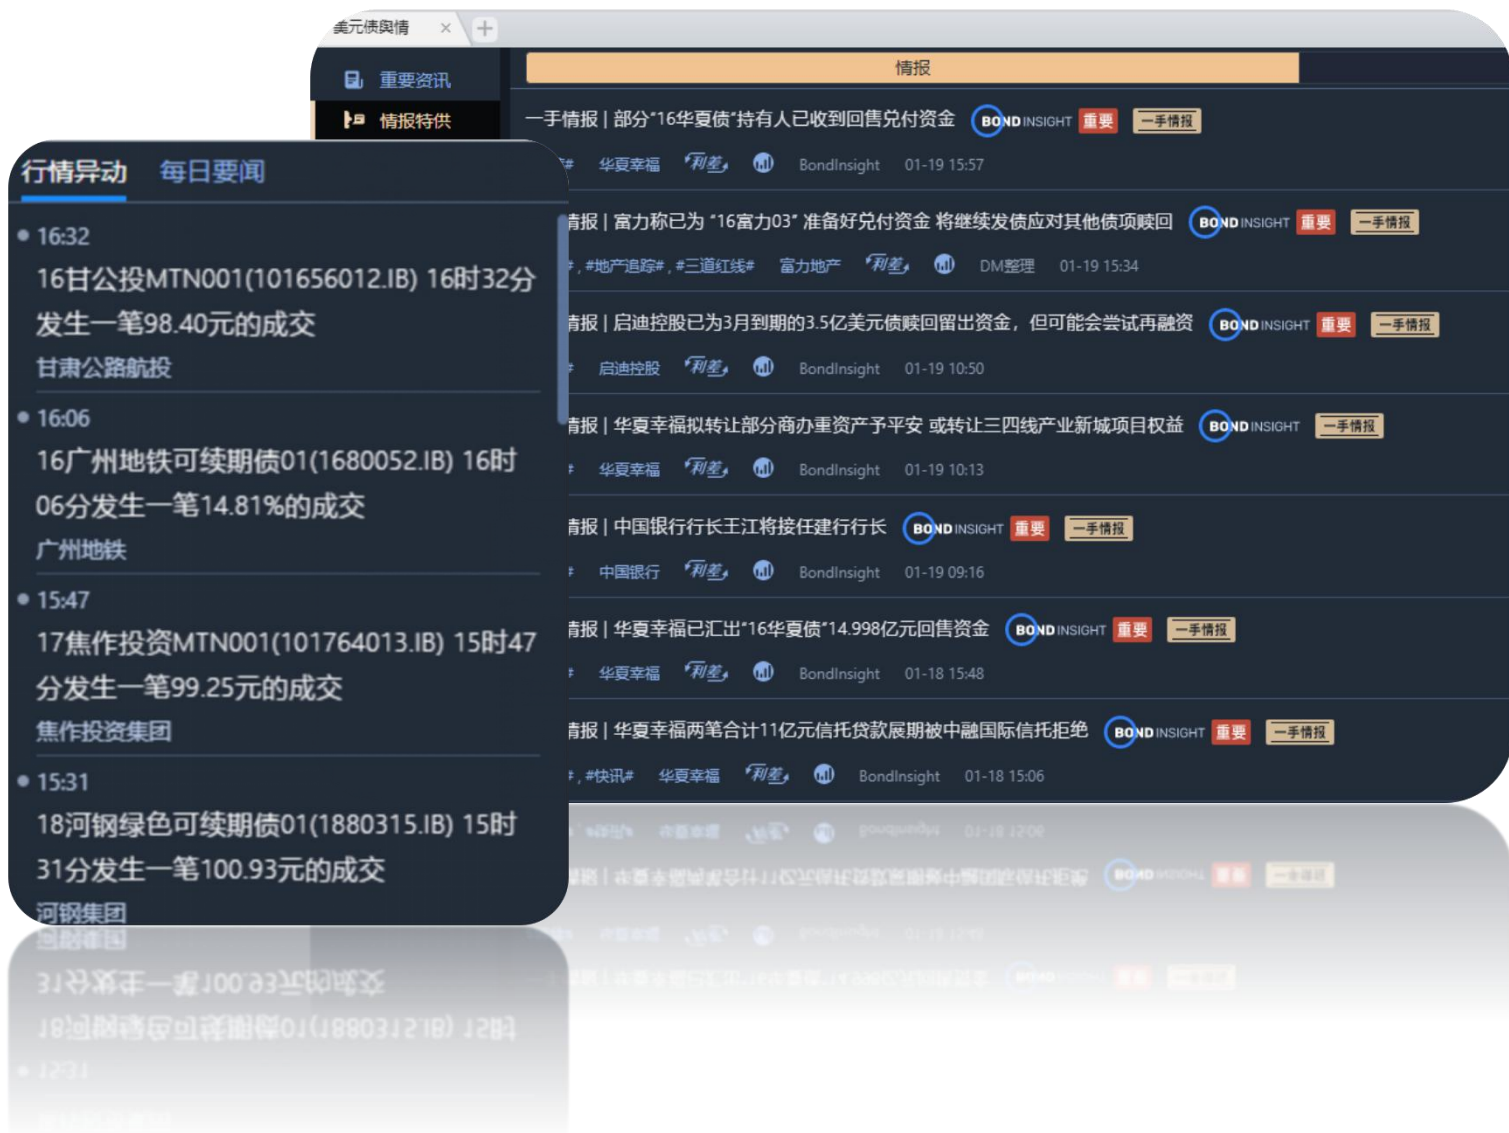 美元债舆情
重要资讯
情报特供
情报
一手情报 | 部分“16华夏债”持有人已收到回售兑付资金 BOND INSIGHT 重要 一手情报
# 华夏幸福 利差 BondInsight 01-19 15:57
情报 | 富力称已为 “16富力03” 准备好兑付资金 将继续发债应对其他债项赎回 BOND INSIGHT 重要 一手情报
#, #地产追踪#, #三道红线# 富力地产 利差 DM整理 01-19 15:34
情报 | 启迪控股已为3月到期的3.5亿美元债赎回留出资金，但可能会尝试再融资 BOND INSIGHT 重要 一手情报
# 启迪控股 利差 BondInsight 01-19 10:50
情报 | 华夏幸福拟转让部分商办重资产予平安 或转让三四线产业新城项目权益 BOND INSIGHT 一手情报
# 华夏幸福 利差 BondInsight 01-19 10:13
情报 | 中国银行行长王江将接任建行行长 BOND INSIGHT 重要 一手情报
# 中国银行 利差 BondInsight 01-19 09:16
情报 | 华夏幸福已汇出“16华夏债”14.998亿元回售资金 BOND INSIGHT 重要 一手情报
# 华夏幸福 利差 BondInsight 01-18 15:48
情报 | 华夏幸福两笔合计11亿元信托贷款展期被中融国际信托拒绝 BOND INSIGHT 重要 一手情报
#, #快讯# 华夏幸福 利差 BondInsight 01-18 15:06
行情异动 每日要闻
16:32
16甘公投MTN001(101656012.IB) 16时32分
发生一笔98.40元的成交
甘肃公路航投
16:06
16广州地铁可续期债01(1680052.IB) 16时
06分发生一笔14.81%的成交
广州地铁
15:47
17焦作投资MTN001(101764013.IB) 15时47
分发生一笔99.25元的成交
焦作投资集团
15:31
18河钢绿色可续期债01(1880315.IB) 15时
31分发生一笔100.93元的成交
河钢集团